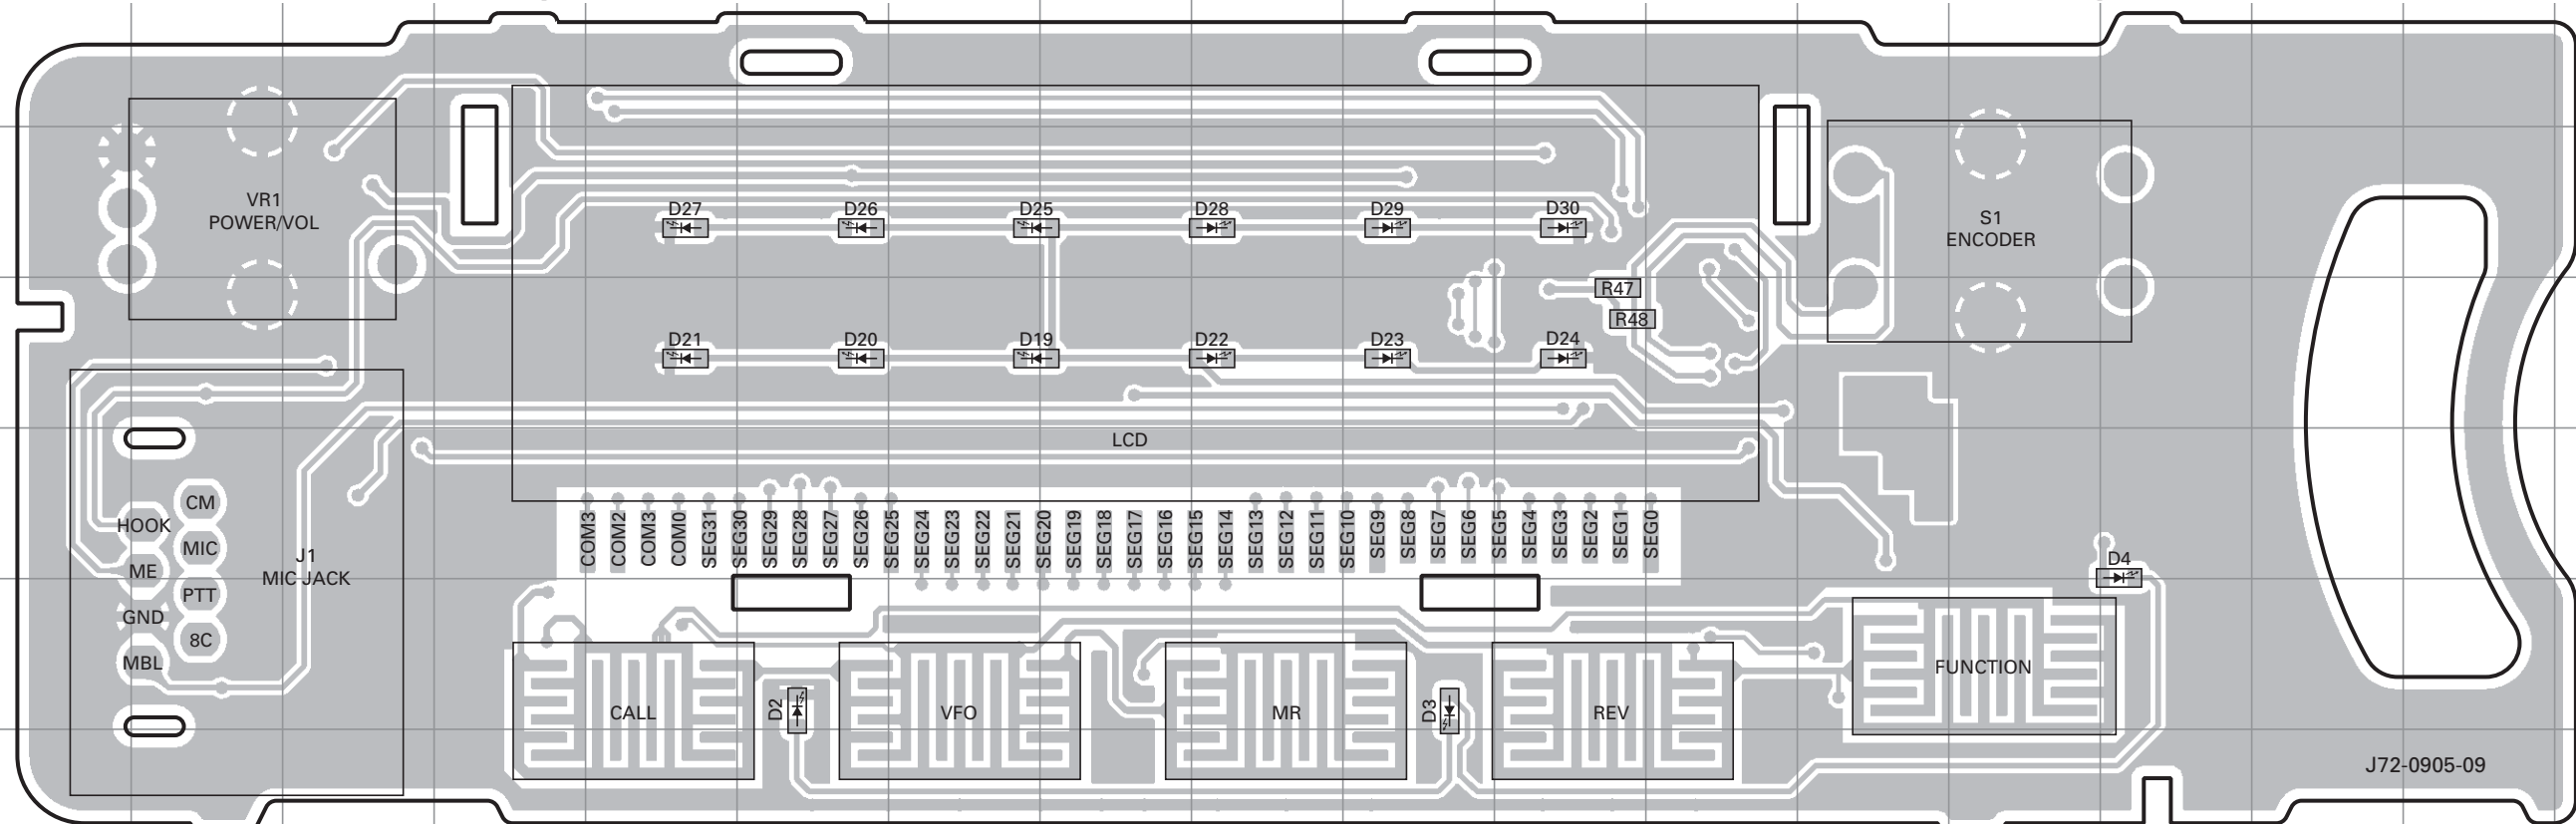 VR1
POWER/VOL
D27
D26
D25
D28
D29
D30
S1
ENCODER
R47
R48
D21
D20
D19
D22
D23
D24
LCD
CM
HOOK
MIC
ME
PTT
GND
8C
MBL
J1
MIC JACK
COM3
COM2
COM3
COM0
SEG31
SEG30
SEG29
SEG28
SEG27
SEG26
SEG25
SEG24
SEG23
SEG22
SEG21
SEG20
SEG19
SEG18
SEG17
SEG16
SEG15
SEG14
SEG13
SEG12
SEG11
SEG10
SEG9
SEG8
SEG7
SEG6
SEG5
SEG4
SEG3
SEG2
SEG1
SEG0
D4
FUNCTION
CALL
D2
VFO
MR
D3
REV
J72-0905-09